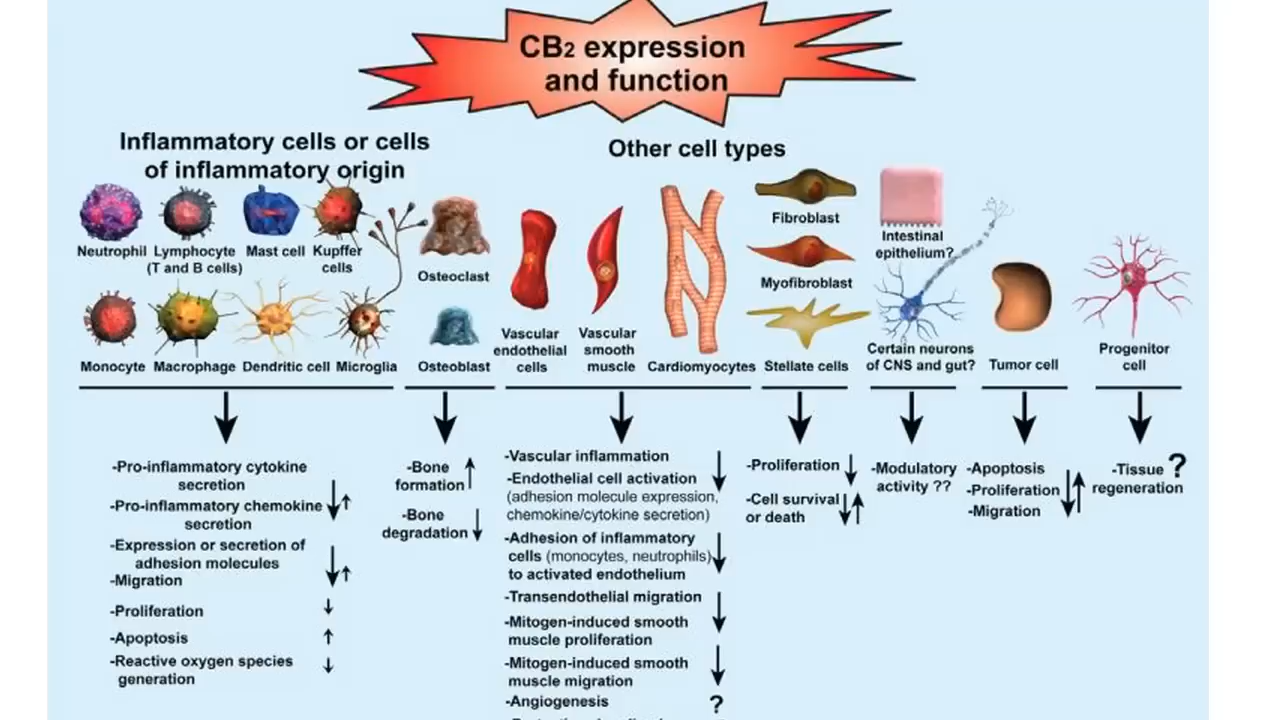 CB2 expression
and function
Inflammatory cells or cells
of inflammatory origin
Other cell types
Neutrophil
Lymphocyte
(T and B cells)
Mast cell
Kupffer
cells
Monocyte
Macrophage
Dendritic cell
Microglia
Osteoclast
Osteoblast
Vascular
endothelial
cells
Vascular
smooth
muscle
Cardiomyocytes
Fibroblast
Myofibroblast
Stellate cells
Intestinal
epithelium?
Certain neurons
of CNS and gut?
Tumor cell
Progenitor
cell
-Pro-inflammatory cytokine
secretion
-Pro-inflammatory chemokine
secretion
-Expression or secretion of
adhesion molecules
-Migration
-Proliferation
-Apoptosis
-Reactive oxygen species
generation
-Bone
formation
-Bone
degradation
-Vascular inflammation
-Endothelial cell activation
(adhesion molecule expression,
chemokine/cytokine secretion)
-Adhesion of inflammatory
cells (monocytes, neutrophils)
to activated endothelium
-Transendothelial migration
-Mitogen-induced smooth
muscle proliferation
-Mitogen-induced smooth
muscle migration
-Angiogenesis ?
-Proliferation
-Cell survival
or death
-Modulatory
activity ??
-Apoptosis
-Proliferation
-Migration
-Tissue ?
regeneration